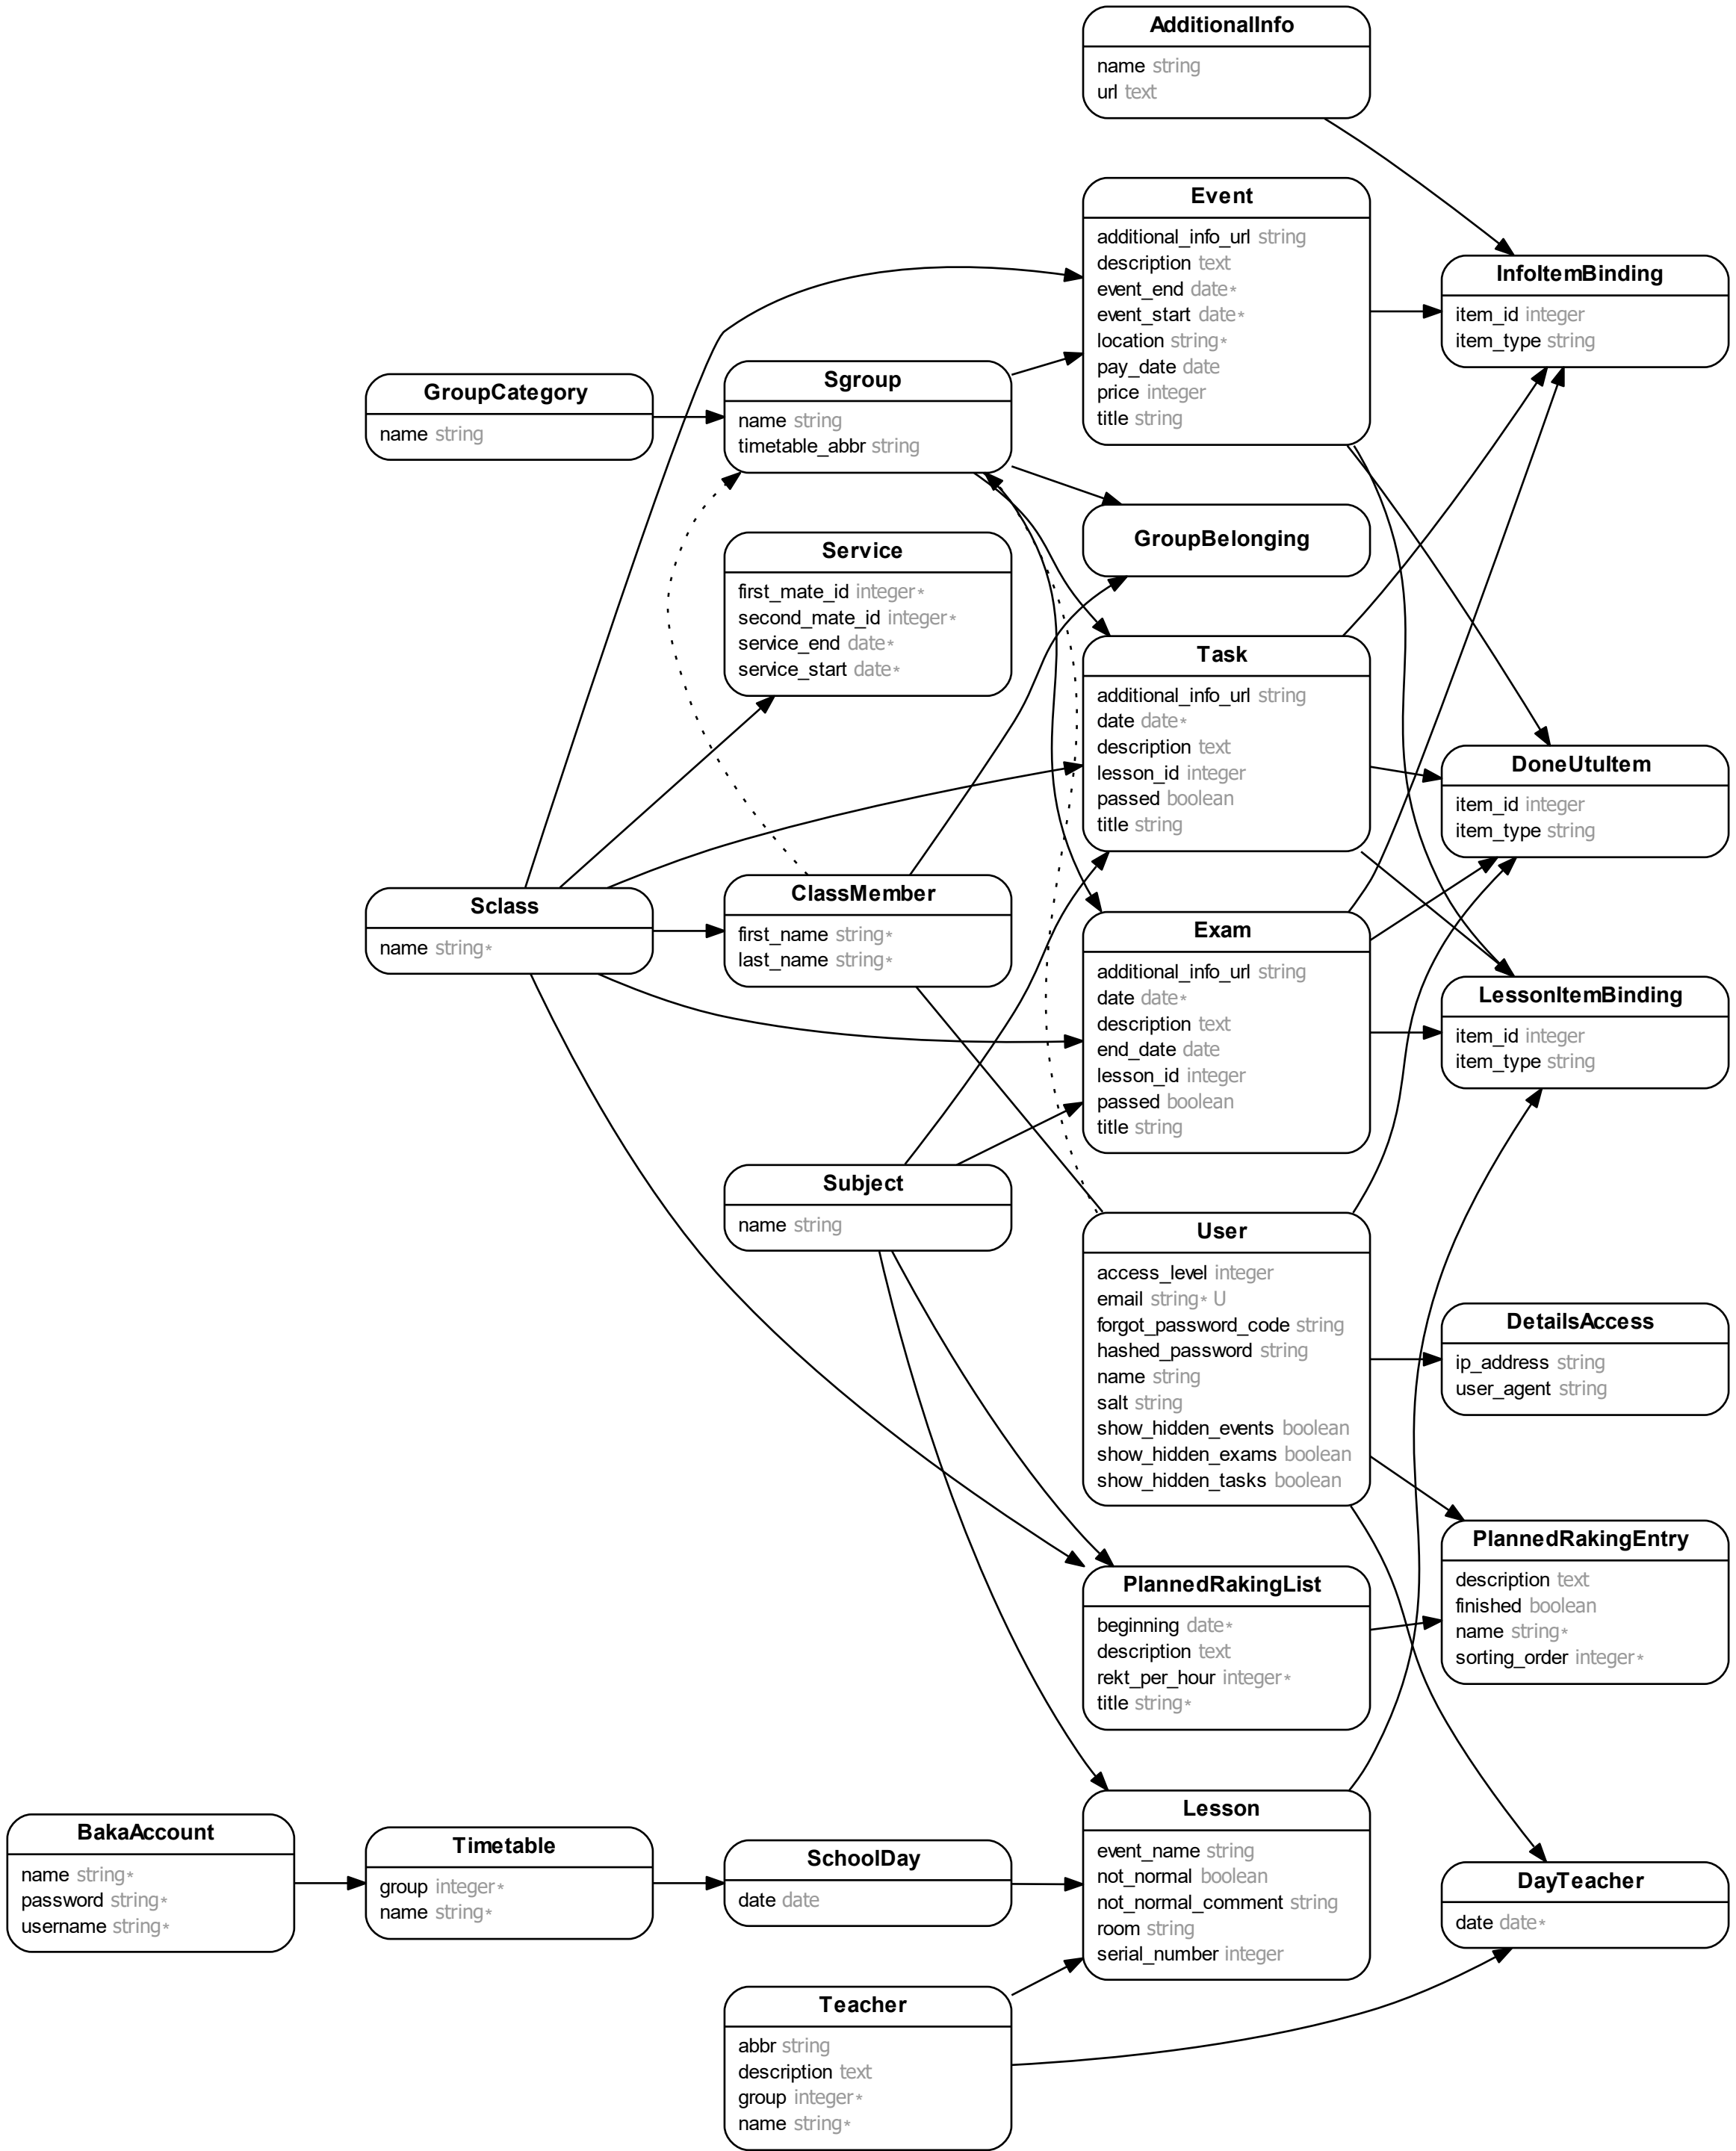 AdditionalInfo
name string
url text
Event
additional_info_url string
description text
event_end date*
event_start date*
location string*
pay_date date
price integer
title string
InfoItemBinding
item_id integer
item_type string
GroupCategory
name string
Sgroup
name string
timetable_abbr string
GroupBelonging
Service
first_mate_id integer*
second_mate_id integer*
service_end date*
service_start date*
Task
additional_info_url string
date date*
description text
lesson_id integer
passed boolean
title string
DoneUtuItem
item_id integer
item_type string
Sclass
name string*
ClassMember
first_name string*
last_name string*
Exam
additional_info_url string
date date*
description text
end_date date
lesson_id integer
passed boolean
title string
LessonItemBinding
item_id integer
item_type string
Subject
name string
User
access_level integer
email string* U
forgot_password_code string
hashed_password string
name string
salt string
show_hidden_events boolean
show_hidden_exams boolean
show_hidden_tasks boolean
DetailsAccess
ip_address string
user_agent string
PlannedRakingEntry
description text
finished boolean
name string*
sorting_order integer*
PlannedRakingList
beginning date*
description text
rekt_per_hour integer*
title string*
BakaAccount
name string*
password string*
username string*
Timetable
group integer*
name string*
SchoolDay
date date
Lesson
event_name string
not_normal boolean
not_normal_comment string
room string
serial_number integer
DayTeacher
date date*
Teacher
abbr string
description text
group integer*
name string*